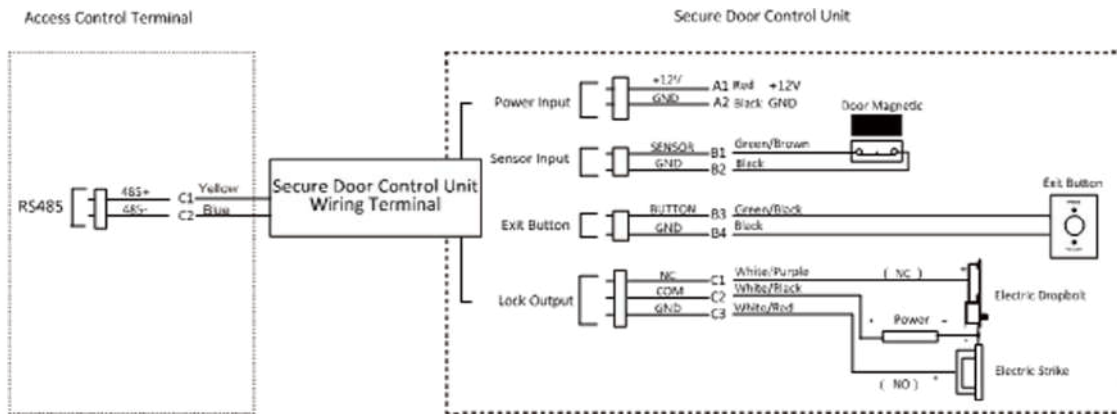 Access Control Terminal
Secure Door Control Unit
RS485
485+ C1 Yellow
485- C2 Blue
Secure Door Control Unit
Wiring Terminal
Power Input
+12V A1 Red +12V
GND A2 Black GND
Door Magnetic
Sensor Input
SENSOR B1 Green/Brown
GND B2 Black
Exit Button
Exit Button
BUTTON B3 Green/Black
GND B4 Black
Lock Output
NC C1 White/Purple ( NC )
COM C2 White/Black
GND C3 White/Red
Electric Dropbolt
+ Power -
Electric Strike
( NO ) +